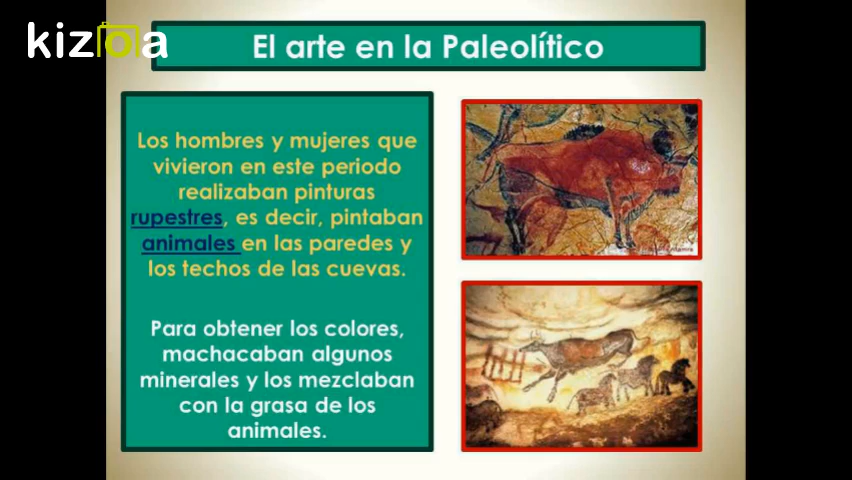 kizoa
El arte en la Paleolítico
Los hombres y mujeres que
vivieron en este periodo
realizaban pinturas
rupestres, es decir, pintaban
animales en las paredes y
los techos de las cuevas.
Para obtener los colores,
machacaban algunos
minerales y los mezclaban
con la grasa de los
animales.